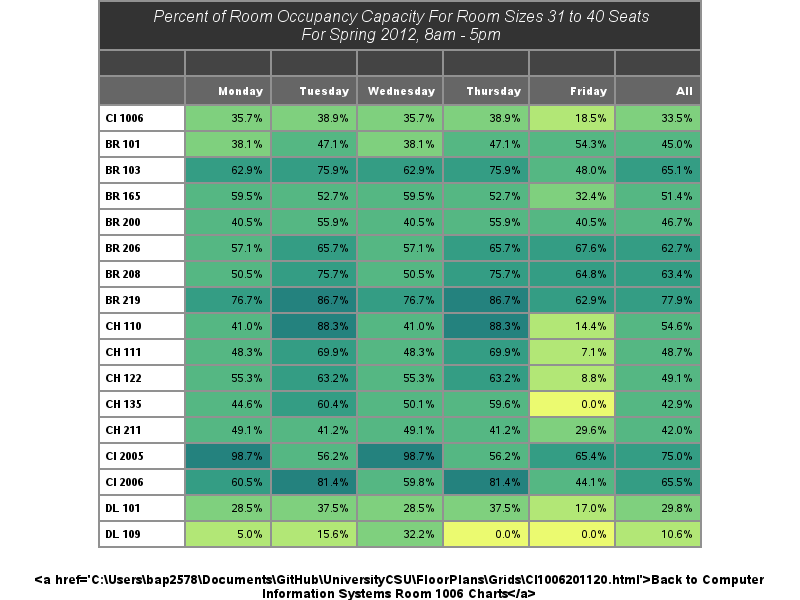 Percent of Room Occupancy Capacity For Room Sizes 31 to 40 Seats
For Spring 2012, 8am - 5pm
Monday Tuesday Wednesday Thursday Friday All
CI 1006 35.7% 38.9% 35.7% 38.9% 18.5% 33.5%
BR 101 38.1% 47.1% 38.1% 47.1% 54.3% 45.0%
BR 103 62.9% 75.9% 62.9% 75.9% 48.0% 65.1%
BR 165 59.5% 52.7% 59.5% 52.7% 32.4% 51.4%
BR 200 40.5% 55.9% 40.5% 55.9% 40.5% 46.7%
BR 206 57.1% 65.7% 57.1% 65.7% 67.6% 62.7%
BR 208 50.5% 75.7% 50.5% 75.7% 64.8% 63.4%
BR 219 76.7% 86.7% 76.7% 86.7% 62.9% 77.9%
CH 110 41.0% 88.3% 41.0% 88.3% 14.4% 54.6%
CH 111 48.3% 69.9% 48.3% 69.9% 7.1% 48.7%
CH 122 55.3% 63.2% 55.3% 63.2% 8.8% 49.1%
CH 135 44.6% 60.4% 50.1% 59.6% 0.0% 42.9%
CH 211 49.1% 41.2% 49.1% 41.2% 29.6% 42.0%
CI 2005 98.7% 56.2% 98.7% 56.2% 65.4% 75.0%
CI 2006 60.5% 81.4% 59.8% 81.4% 44.1% 65.5%
DL 101 28.5% 37.5% 28.5% 37.5% 17.0% 29.8%
DL 109 5.0% 15.6% 32.2% 0.0% 0.0% 10.6%
<a href='C:\Users\bap2578\Documents\GitHub\UniversityCSU\FloorPlans\Grids\CI1006201120.html'>Back to Computer
Information Systems Room 1006 Charts</a>